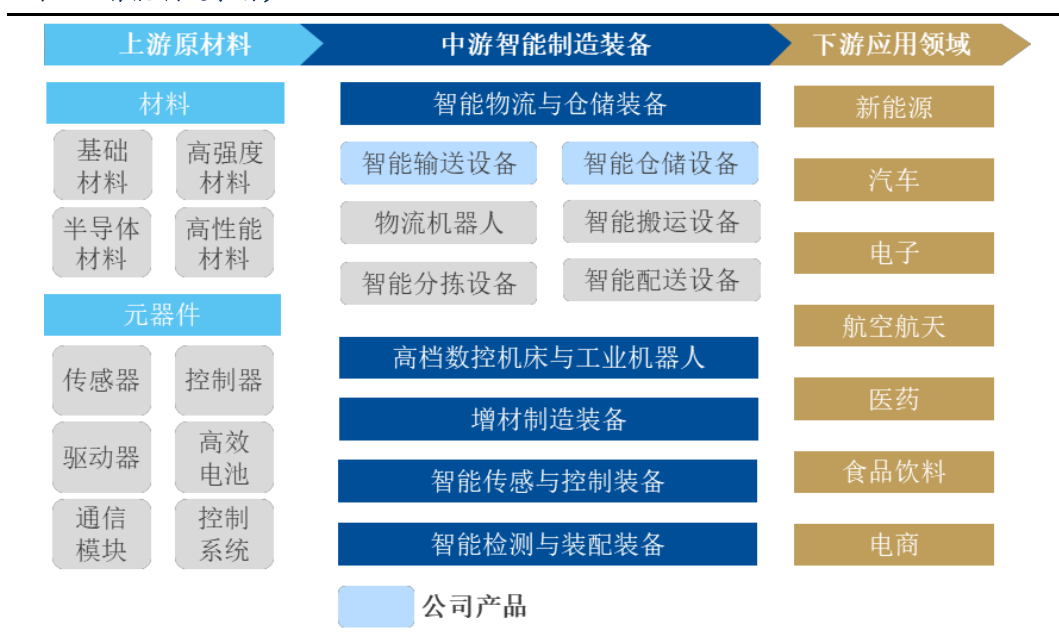 上游原材料
中游智能制造装备
下游应用领域
材料
基础
材料
高强度
材料
半导体
材料
高性能
材料
元器件
传感器
控制器
驱动器
高效
电池
通信
模块
控制
系统
智能物流与仓储装备
智能输送设备
智能仓储设备
物流机器人
智能搬运设备
智能分拣设备
智能配送设备
高档数控机床与工业机器人
增材制造装备
智能传感与控制装备
智能检测与装配装备
公司产品
新能源
汽车
电子
航空航天
医药
食品饮料
电商